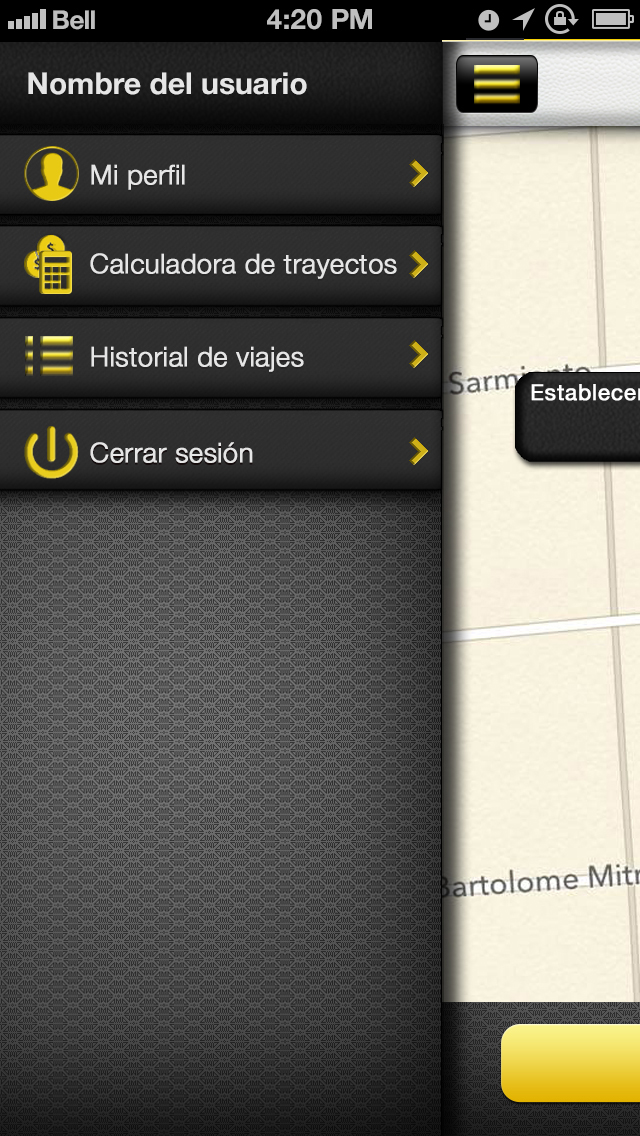 Bell 4:20 PM
Nombre del usuario
Mi perfil
Calculadora de trayectos
Historial de viajes
Cerrar sesión
Sarmiento
Establecer
Bartolome Mitr